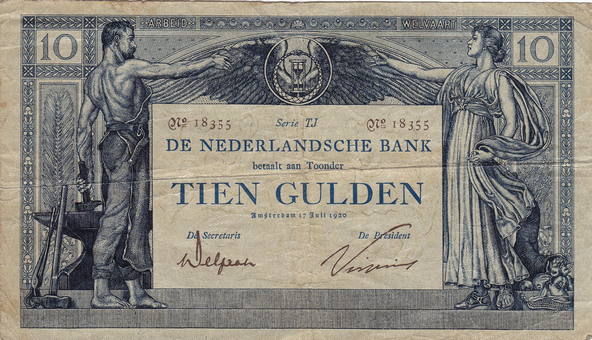 10 ARBEID WELVAART 10
No 18355 Serie TJ No 18355
DE NEDERLANDSCHE BANK
betaalt aan Toonder
TIEN GULDEN
Amsterdam 17 Juli 1920
De Secretaris De President